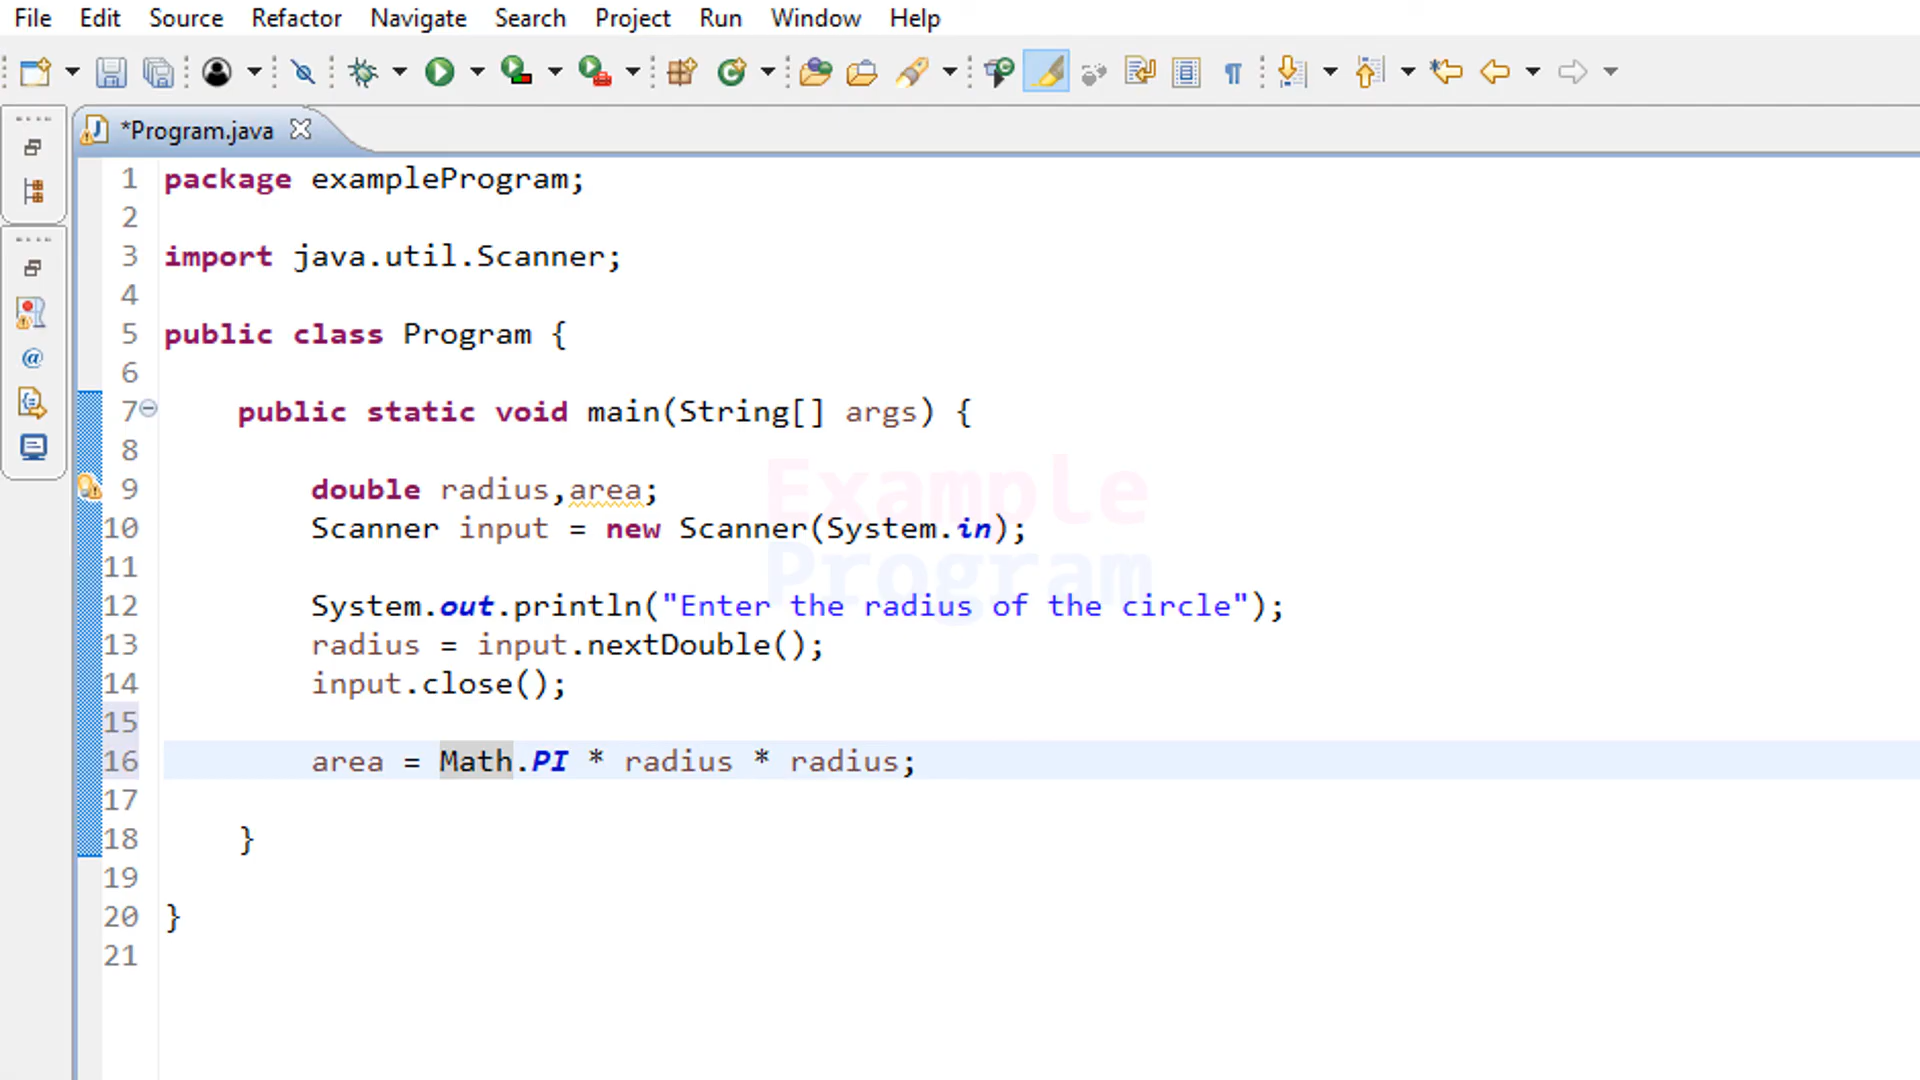 File Edit Source Refactor Navigate Search Project Run Window Help
*Program.java
1 package exampleProgram;
2
3 import java.util.Scanner;
4
5 public class Program {
6
7 public static void main(String[] args) {
8
9 double radius,area;
10 Scanner input = new Scanner(System.in);
11
12 System.out.println("Enter the radius of the circle");
13 radius = input.nextDouble();
14 input.close();
15
16 area = Math.PI * radius * radius;
17
18 }
19
20 }
21
Example
Program